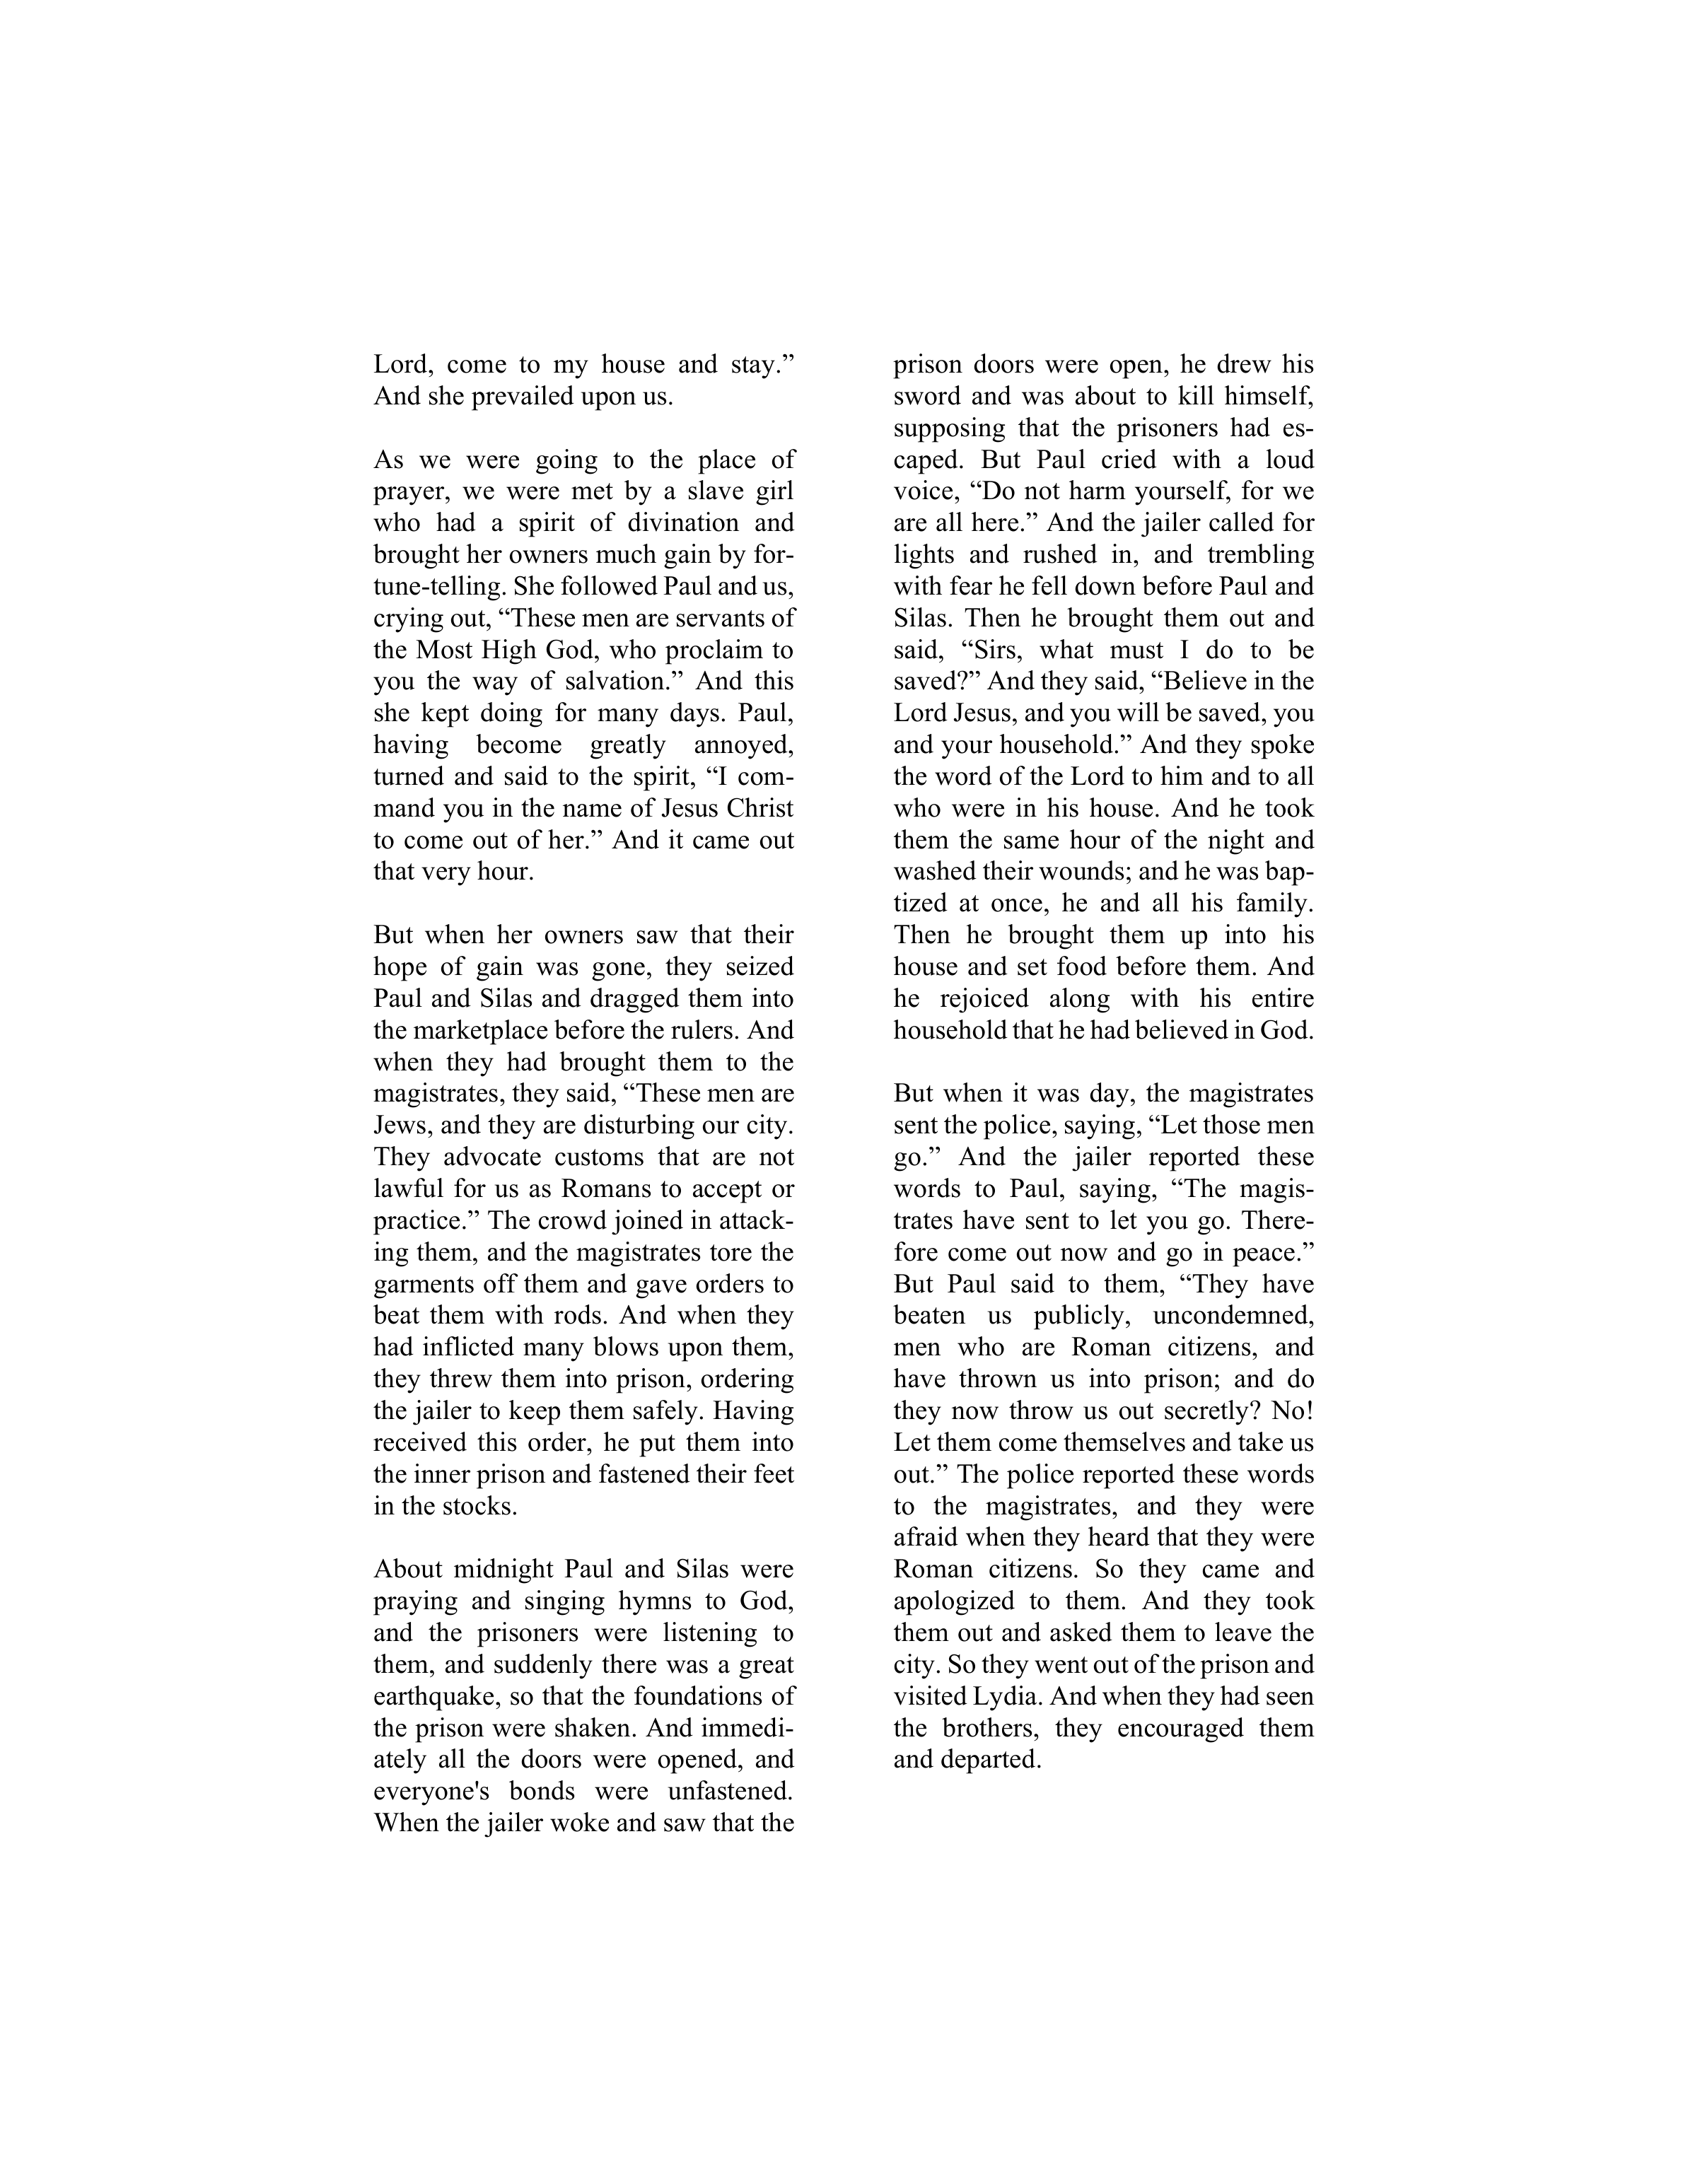 Lord, come to my house and stay.”
And she prevailed upon us.
As we were going to the place of
prayer, we were met by a slave girl
who had a spirit of divination and
brought her owners much gain by for-
tune-telling. She followed Paul and us,
crying out, “These men are servants of
the Most High God, who proclaim to
you the way of salvation.” And this
she kept doing for many days. Paul,
having become greatly annoyed,
turned and said to the spirit, “I com-
mand you in the name of Jesus Christ
to come out of her.” And it came out
that very hour.
But when her owners saw that their
hope of gain was gone, they seized
Paul and Silas and dragged them into
the marketplace before the rulers. And
when they had brought them to the
magistrates, they said, “These men are
Jews, and they are disturbing our city.
They advocate customs that are not
lawful for us as Romans to accept or
practice.” The crowd joined in attack-
ing them, and the magistrates tore the
garments off them and gave orders to
beat them with rods. And when they
had inflicted many blows upon them,
they threw them into prison, ordering
the jailer to keep them safely. Having
received this order, he put them into
the inner prison and fastened their feet
in the stocks.
About midnight Paul and Silas were
praying and singing hymns to God,
and the prisoners were listening to
them, and suddenly there was a great
earthquake, so that the foundations of
the prison were shaken. And immedi-
ately all the doors were opened, and
everyone's bonds were unfastened.
When the jailer woke and saw that the
prison doors were open, he drew his
sword and was about to kill himself,
supposing that the prisoners had es-
caped. But Paul cried with a loud
voice, “Do not harm yourself, for we
are all here.” And the jailer called for
lights and rushed in, and trembling
with fear he fell down before Paul and
Silas. Then he brought them out and
said, “Sirs, what must I do to be
saved?” And they said, “Believe in the
Lord Jesus, and you will be saved, you
and your household.” And they spoke
the word of the Lord to him and to all
who were in his house. And he took
them the same hour of the night and
washed their wounds; and he was bap-
tized at once, he and all his family.
Then he brought them up into his
house and set food before them. And
he rejoiced along with his entire
household that he had believed in God.
But when it was day, the magistrates
sent the police, saying, “Let those men
go.” And the jailer reported these
words to Paul, saying, “The magis-
trates have sent to let you go. There-
fore come out now and go in peace.”
But Paul said to them, “They have
beaten us publicly, uncondemned,
men who are Roman citizens, and
have thrown us into prison; and do
they now throw us out secretly? No!
Let them come themselves and take us
out.” The police reported these words
to the magistrates, and they were
afraid when they heard that they were
Roman citizens. So they came and
apologized to them. And they took
them out and asked them to leave the
city. So they went out of the prison and
visited Lydia. And when they had seen
the brothers, they encouraged them
and departed.